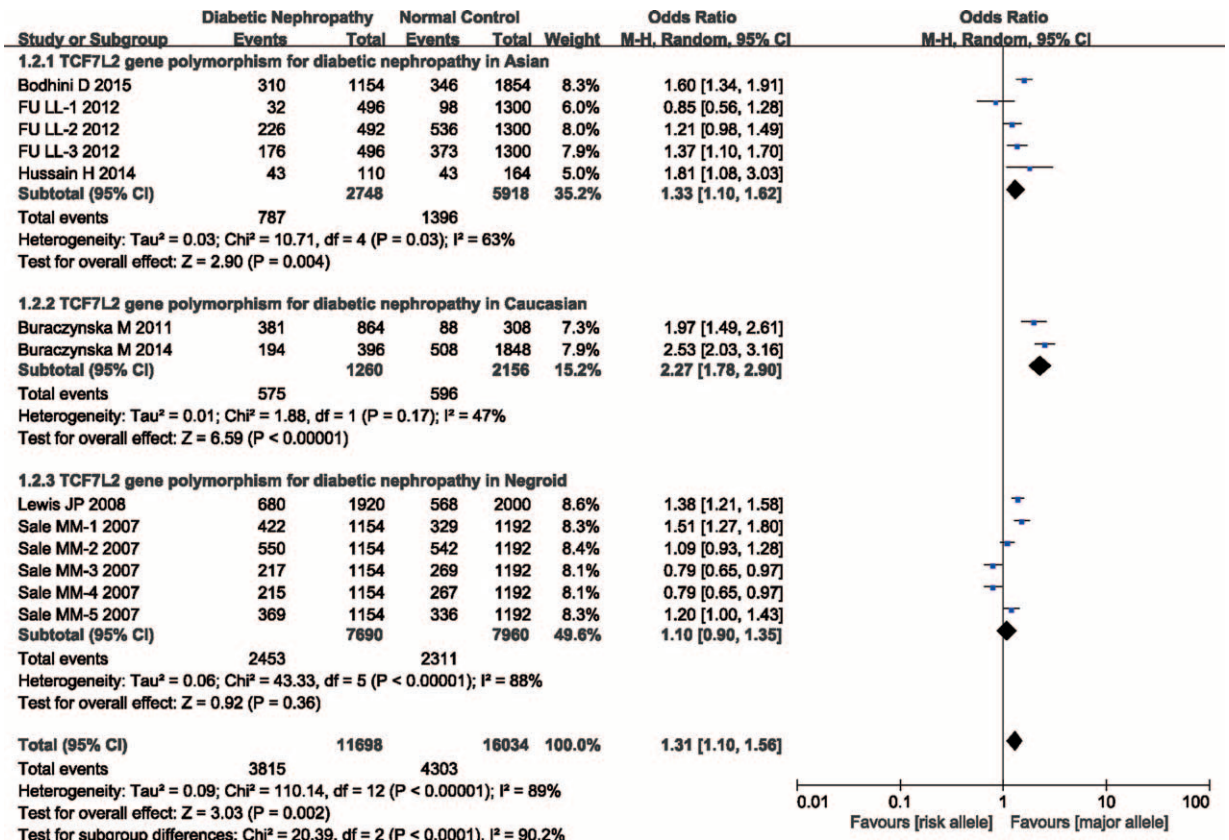 Diabetic Nephropathy Normal Control Odds Ratio Odds Ratio
Study or Subgroup Events Total Events Total Weight M-H, Random, 95% CI M-H, Random, 95% CI
1.2.1 TCF7L2 gene polymorphism for diabetic nephropathy in Asian
Bodhini D 2015 310 1154 346 1854 8.3% 1.60 [1.34, 1.91]
FU LL-1 2012 32 496 98 1300 6.0% 0.85 [0.56, 1.28]
FU LL-2 2012 226 492 536 1300 8.0% 1.21 [0.98, 1.49]
FU LL-3 2012 176 496 373 1300 7.9% 1.37 [1.10, 1.70]
Hussain H 2014 43 110 43 164 5.0% 1.81 [1.08, 3.03]
Subtotal (95% CI) 2748 5918 35.2% 1.33 [1.10, 1.62]
Total events 787 1396
Heterogeneity: Tau² = 0.03; Chi² = 10.71, df = 4 (P = 0.03); I² = 63%
Test for overall effect: Z = 2.90 (P = 0.004)
1.2.2 TCF7L2 gene polymorphism for diabetic nephropathy in Caucasian
Buraczynska M 2011 381 864 88 308 7.3% 1.97 [1.49, 2.61]
Buraczynska M 2014 194 396 508 1848 7.9% 2.53 [2.03, 3.16]
Subtotal (95% CI) 1260 2156 15.2% 2.27 [1.78, 2.90]
Total events 575 596
Heterogeneity: Tau² = 0.01; Chi² = 1.88, df = 1 (P = 0.17); I² = 47%
Test for overall effect: Z = 6.59 (P < 0.00001)
1.2.3 TCF7L2 gene polymorphism for diabetic nephropathy in Negroid
Lewis JP 2008 680 1920 568 2000 8.6% 1.38 [1.21, 1.58]
Sale MM-1 2007 422 1154 329 1192 8.3% 1.51 [1.27, 1.80]
Sale MM-2 2007 550 1154 542 1192 8.4% 1.09 [0.93, 1.28]
Sale MM-3 2007 217 1154 269 1192 8.1% 0.79 [0.65, 0.97]
Sale MM-4 2007 215 1154 267 1192 8.1% 0.79 [0.65, 0.97]
Sale MM-5 2007 369 1154 336 1192 8.3% 1.20 [1.00, 1.43]
Subtotal (95% CI) 7690 7960 49.6% 1.10 [0.90, 1.35]
Total events 2453 2311
Heterogeneity: Tau² = 0.06; Chi² = 43.33, df = 5 (P < 0.00001); I² = 88%
Test for overall effect: Z = 0.92 (P = 0.36)
Total (95% CI) 11698 16034 100.0% 1.31 [1.10, 1.56]
Total events 3815 4303
Heterogeneity: Tau² = 0.09; Chi² = 110.14, df = 12 (P < 0.00001); I² = 89%
Test for overall effect: Z = 3.03 (P = 0.002)
Test for subgroup differences: Chi² = 20.39, df = 2 (P < 0.0001), I² = 90.2%
0.01 0.1 1 10 100
Favours [risk allele] Favours [major allele]